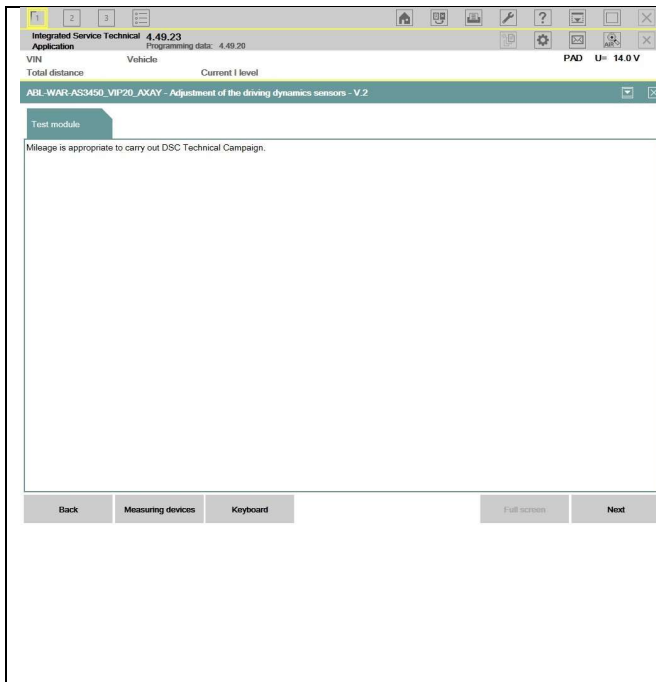 1 2 3 ?
Integrated Service Technical 4.49.23
Application Programming data: 4.49.20
AIR
VIN Vehicle PAD U= 14.0 V
Total distance Current I level
ABL-WAR-AS3450_VIP20_AXAY - Adjustment of the driving dynamics sensors - V.2
Test module
Mileage is appropriate to carry out DSC Technical Campaign.
Back Measuring devices Keyboard Full screen Next